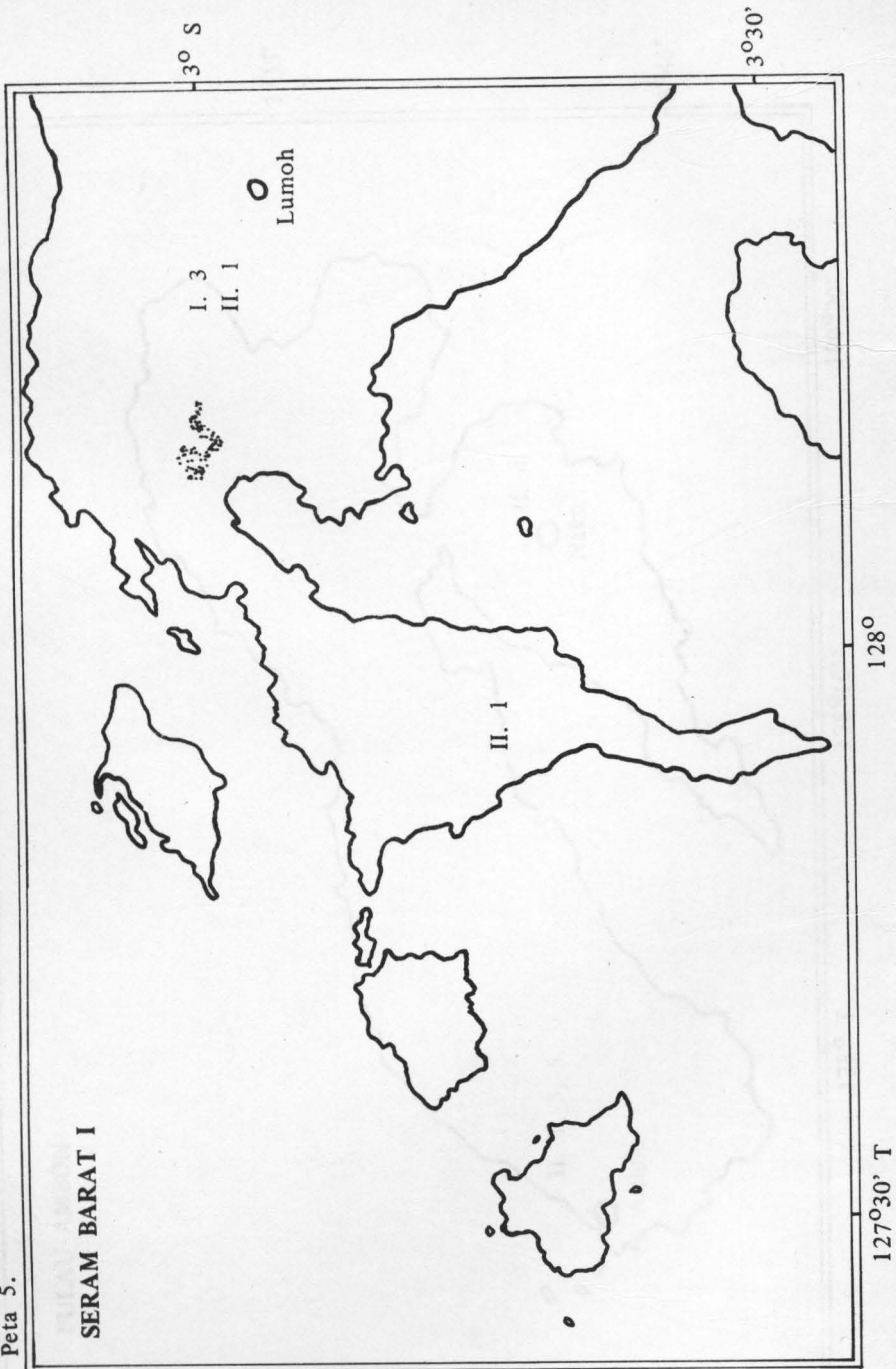 Peta 5.
SERAM BARAT I
3° S
I. 3
II. 1
Lumoh
II. 1
3°30'
127°30' T
128°